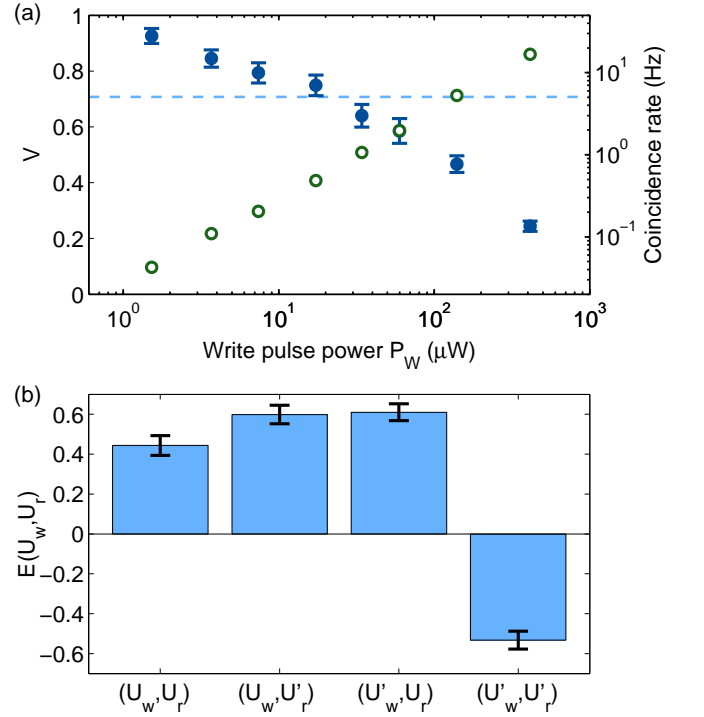 (a)
1
0.8
0.6
0.4
0.2
0
V
10^1
10^0
10^−1
Coincidence rate (Hz)
10^0 10^1 10^2 10^3
Write pulse power P_W (μW)
(b)
0.6
0.4
0.2
0
−0.2
−0.4
−0.6
E(U_w,U_r)
(U_w,U_r) (U_w,U'_r) (U'_w,U_r) (U'_w,U'_r)